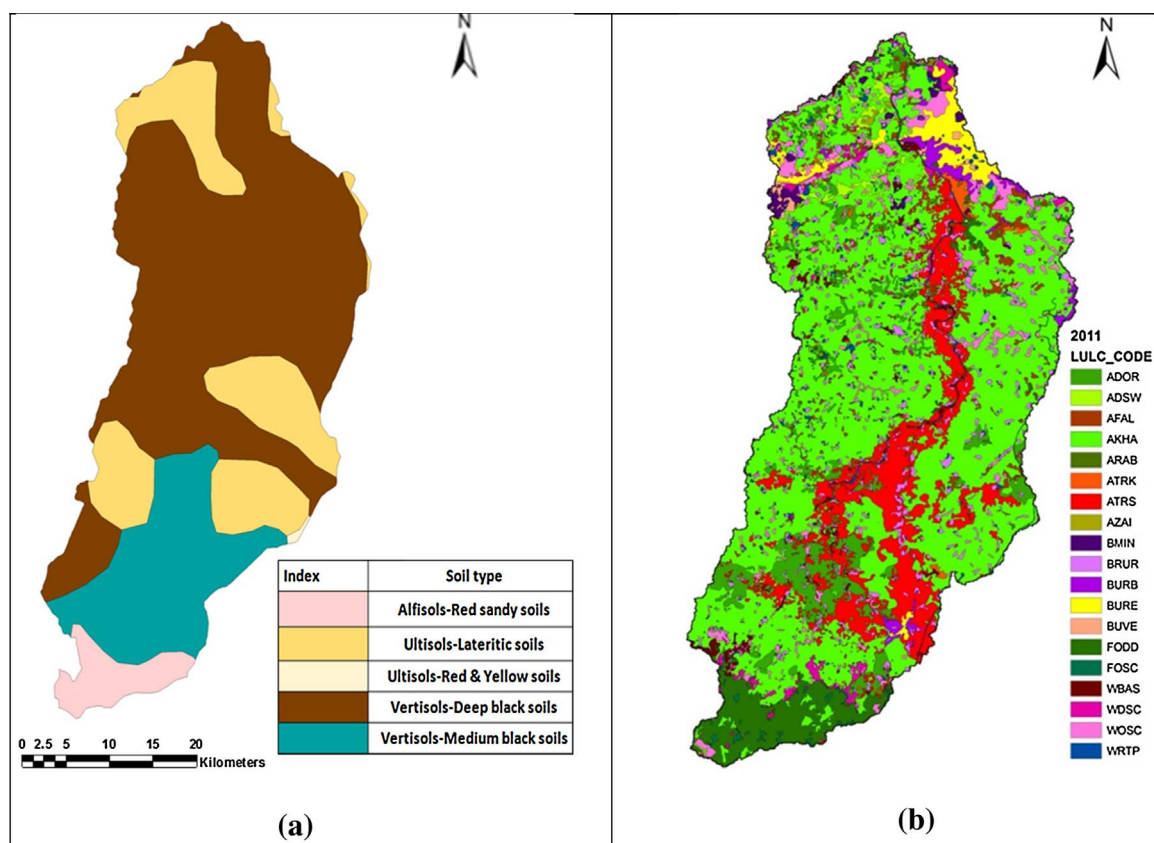 N
Index Soil type
Alfisols-Red sandy soils
Ultisols-Lateritic soils
Ultisols-Red & Yellow soils
Vertisols-Deep black soils
Vertisols-Medium black soils
0 2.5 5 10 15 20
Kilometers
(a)
N
2011
LULC_CODE
ADOR
ADSW
AFAL
AKHA
ARAB
ATRK
ATRS
AZAI
BMIN
BRUR
BURB
BURE
BUVE
FODD
FOSC
WBAS
WDSC
WOSC
WRTP
(b)